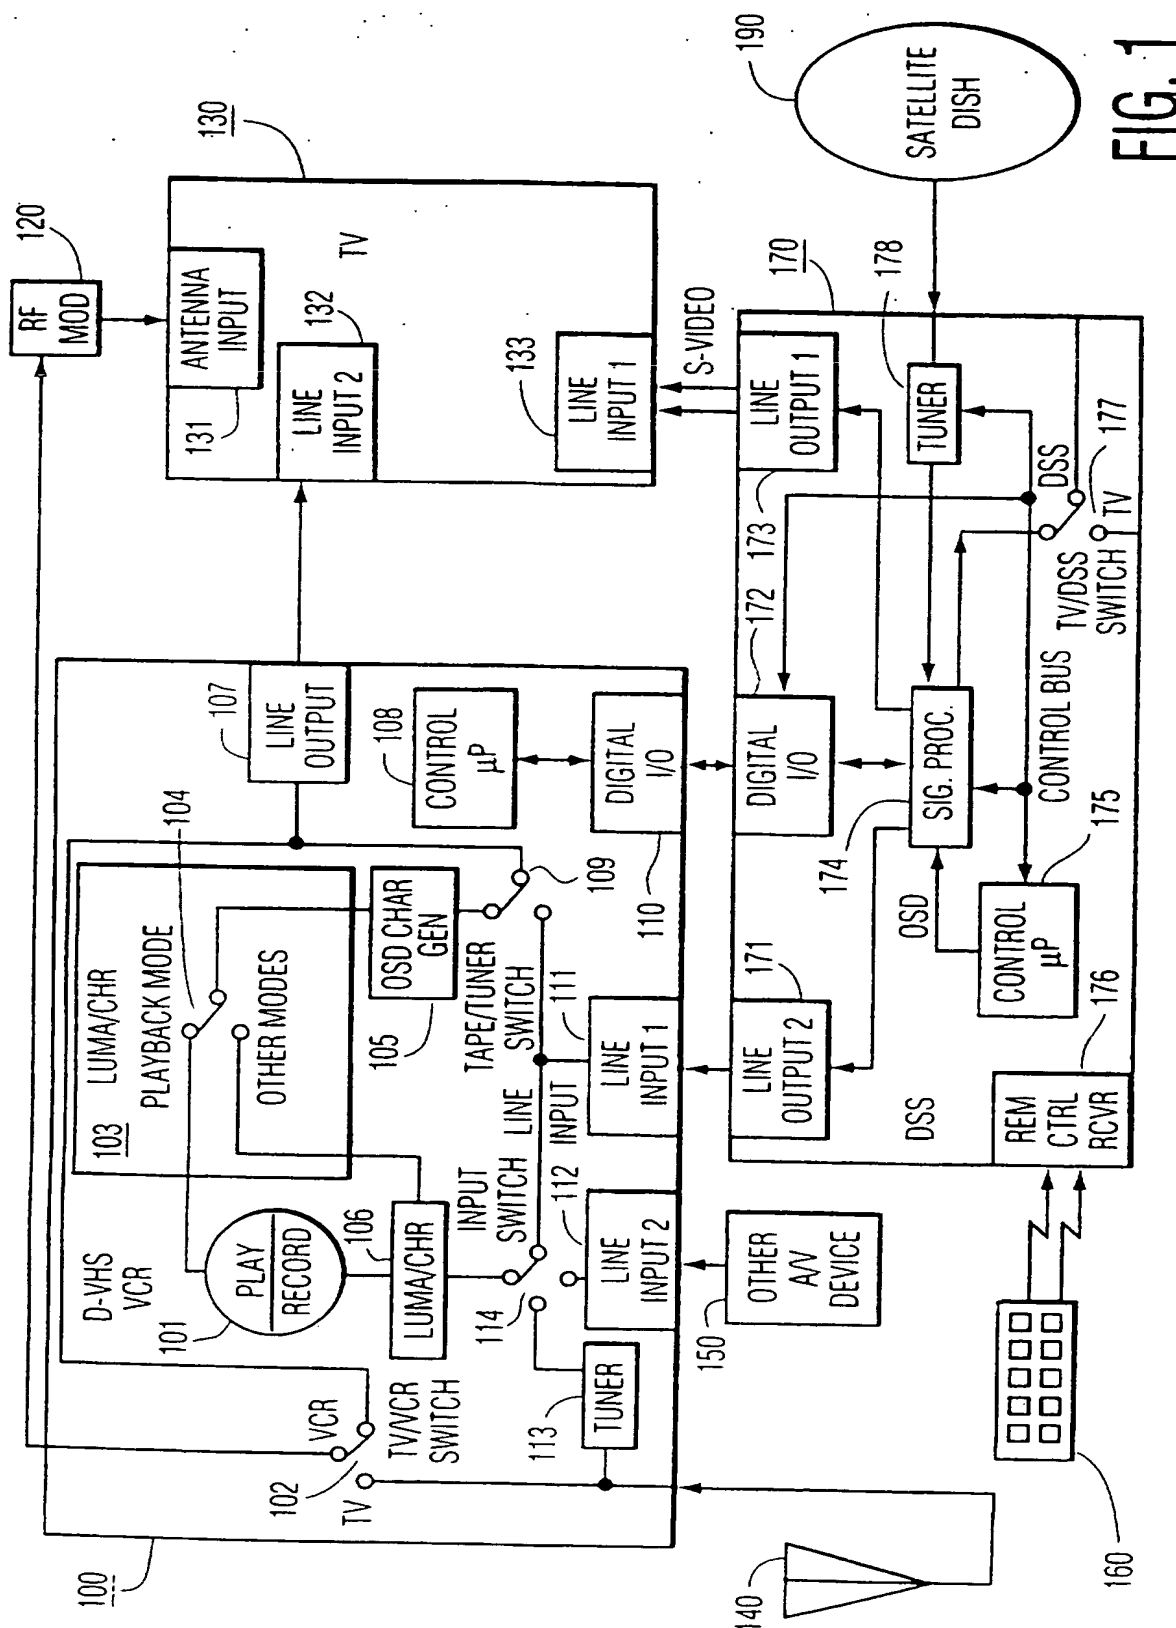 FIG. 1
100
D-VHS
VCR
101
PLAY
RECORD
102
TV
VCR
TV/VCR
SWITCH
103
LUMA/CHR
PLAYBACK MODE
OTHER MODES
104
OSD CHAR
GEN
105
106
LUMA/CHR
107
LINE
OUTPUT
108
CONTROL
µP
109
TAPE/TUNER
SWITCH
110
DIGITAL
I/O
111
LINE
INPUT 1
LINE
INPUT
112
LINE
INPUT 2
INPUT
SWITCH
113
TUNER
114
120
RF
MOD
130
TV
ANTENNA
INPUT
131
LINE
INPUT 2
132
LINE
INPUT 1
133
S-VIDEO
140
150
OTHER
A/V
DEVICE
160
170
DSS
171
LINE
OUTPUT 2
172
DIGITAL
I/O
173
LINE
OUTPUT 1
174
SIG. PROC.
OSD
175
CONTROL
µP
CONTROL BUS
176
REM
CTRL
RCVR
177
DSS
TV
TV/DSS
SWITCH
178
TUNER
190
SATELLITE
DISH